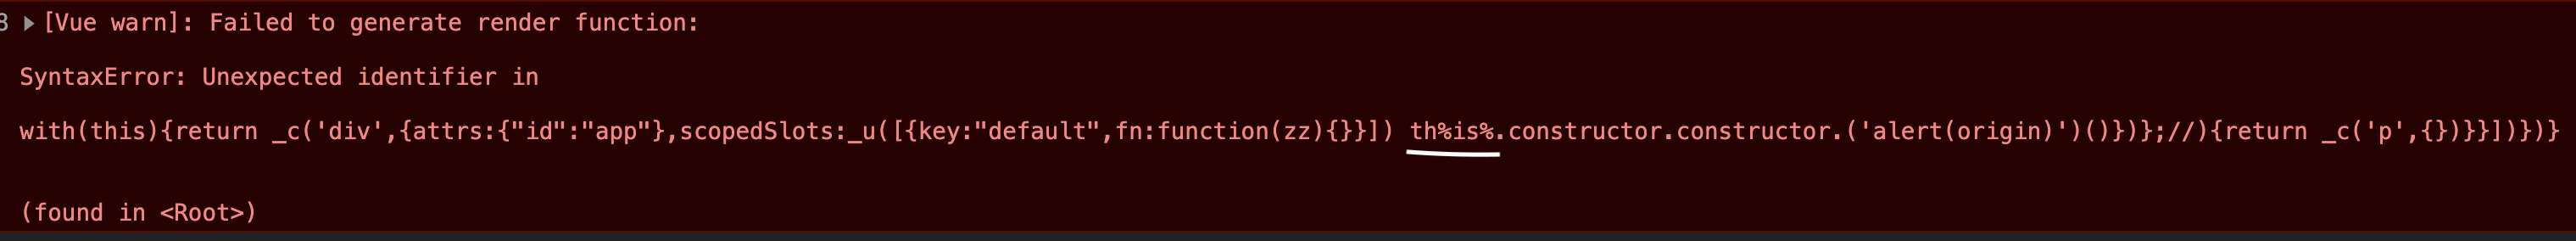 3 ▶ [Vue warn]: Failed to generate render function:
SyntaxError: Unexpected identifier in
with(this){return _c('div',{attrs:{"id":"app"},scopedSlots:_u([{key:"default",fn:function(zz){}}]) th%is%.constructor.constructor.('alert(origin)')()})};//){return _c('p',{})}}])})}
(found in <Root>)